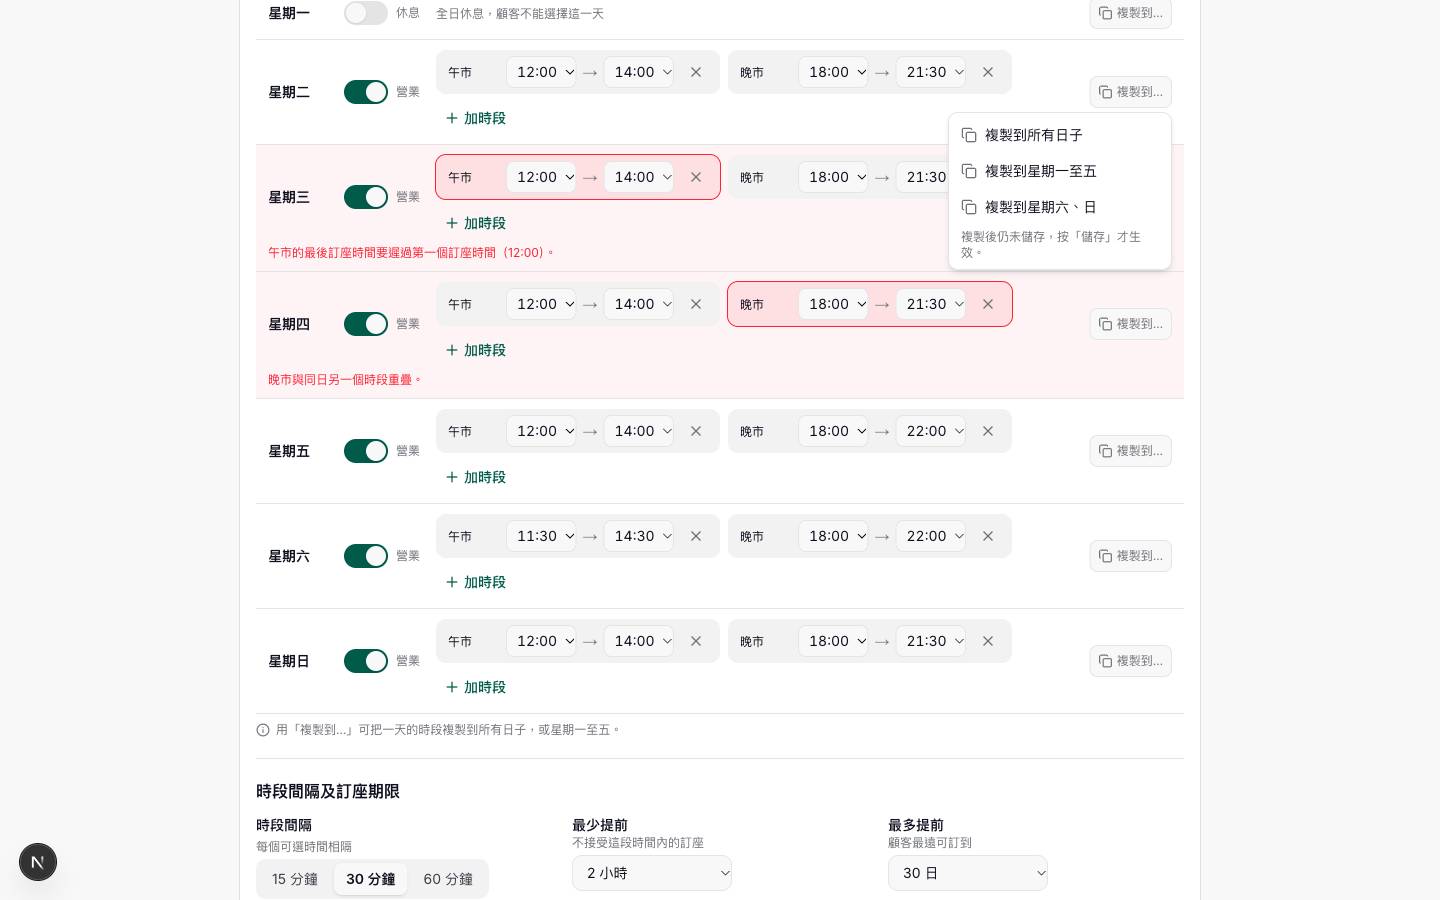 星期一 休息 全日休息，顧客不能選擇這一天 複製到...
午市 12:00 → 14:00 晚市 18:00 → 21:30
星期二 營業 複製到...
加時段
複製到所有日子
複製到星期一至五
複製到星期六、日
複製後仍未儲存，按「儲存」才生
效。
午市 12:00 → 14:00 晚市 18:00 → 21:30
星期三 營業
加時段
午市的最後訂座時間要遲過第一個訂座時間（12:00）。
午市 12:00 → 14:00 晚市 18:00 → 21:30
星期四 營業 複製到...
加時段
晚市與同日另一個時段重疊。
午市 12:00 → 14:00 晚市 18:00 → 22:00
星期五 營業 複製到...
加時段
午市 11:30 → 14:30 晚市 18:00 → 22:00
星期六 營業 複製到...
加時段
午市 12:00 → 14:00 晚市 18:00 → 21:30
星期日 營業 複製到...
加時段
用「複製到...」可把一天的時段複製到所有日子，或星期一至五。
時段間隔及訂座期限
時段間隔 最少提前 最多提前
每個可選時間相隔 不接受這段時間內的訂座 顧客最遠可訂到
15 分鐘 30 分鐘 60 分鐘 2 小時 30 日
N